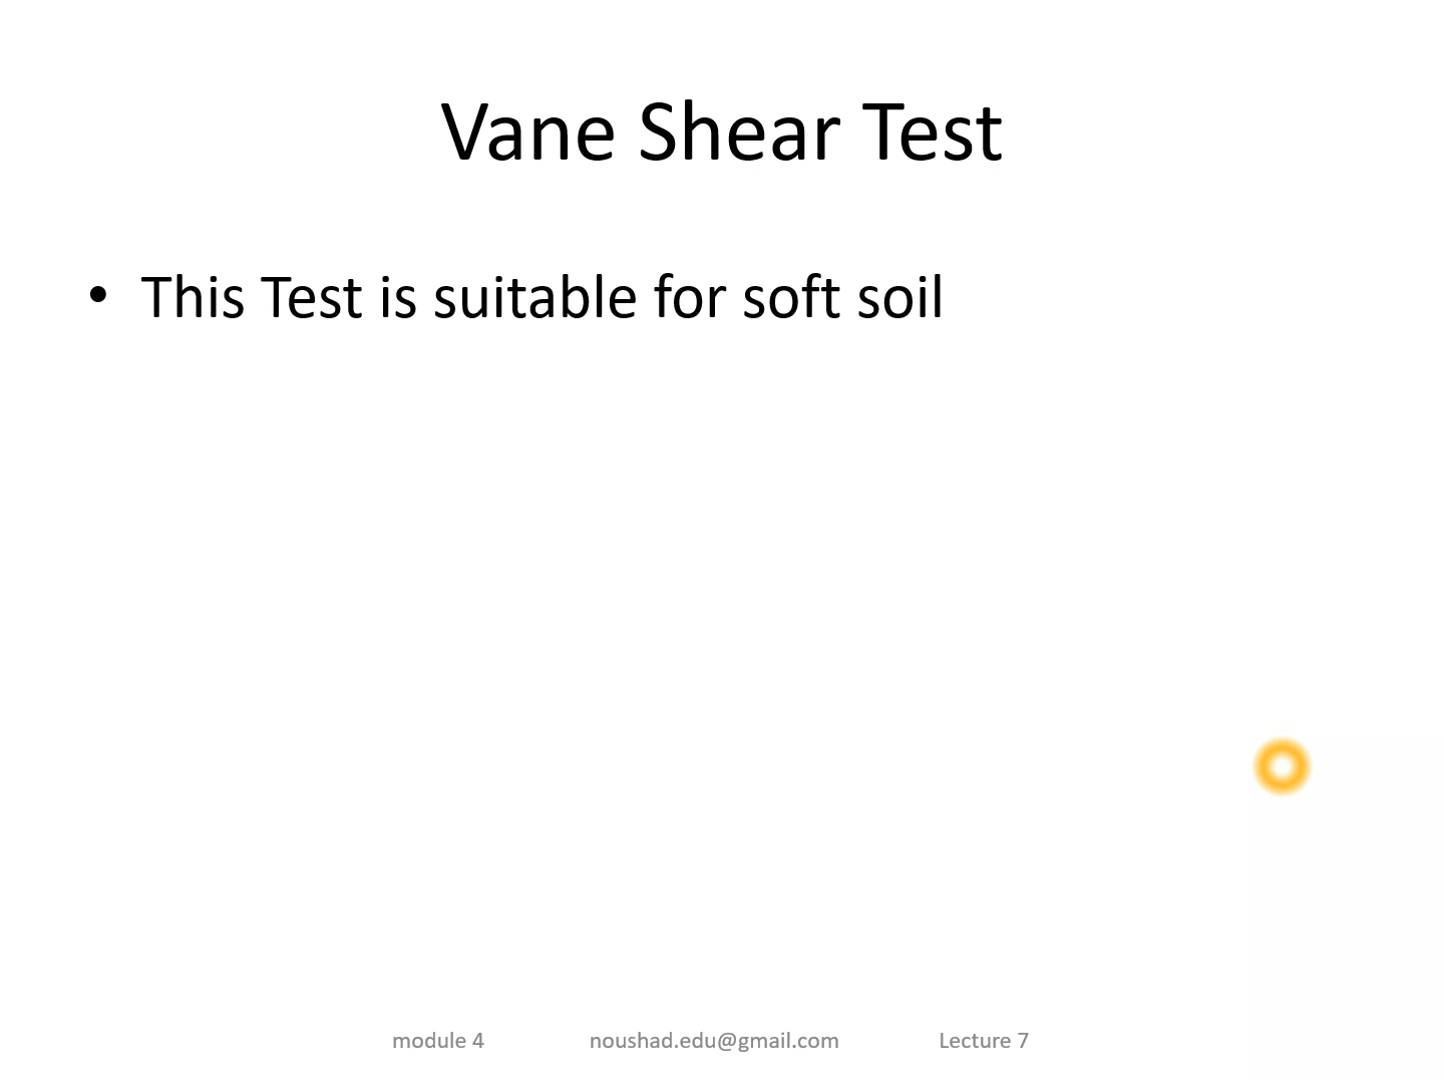 Vane Shear Test
• This Test is suitable for soft soil
module 4 noushad.edu@gmail.com Lecture 7